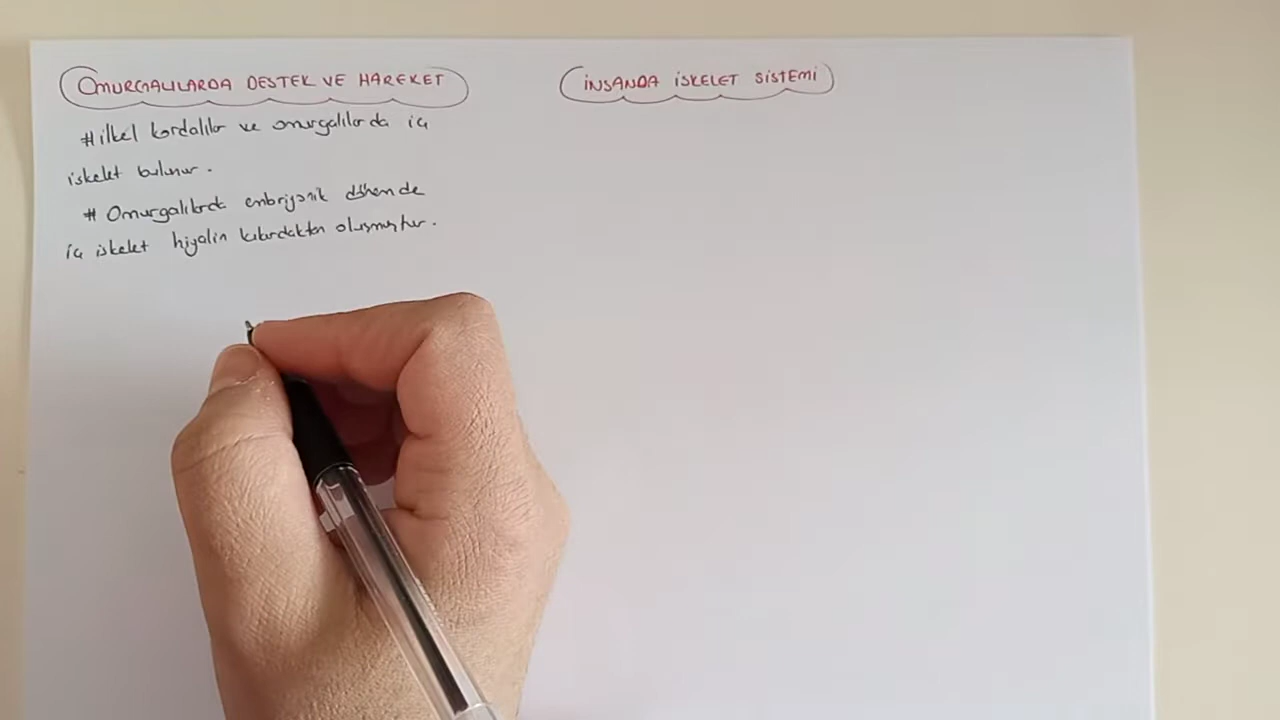 OMURGALILARDA DESTEK VE HAREKET
#ilkel kordalılar ve omurgalılarda iç
iskelet bulunur.
# Omurgalılarda embriyonik dönemde
iç iskelet hiyalin kıkırdaktan oluşmuştur.
İNSANDA İSKELET SİSTEMİ